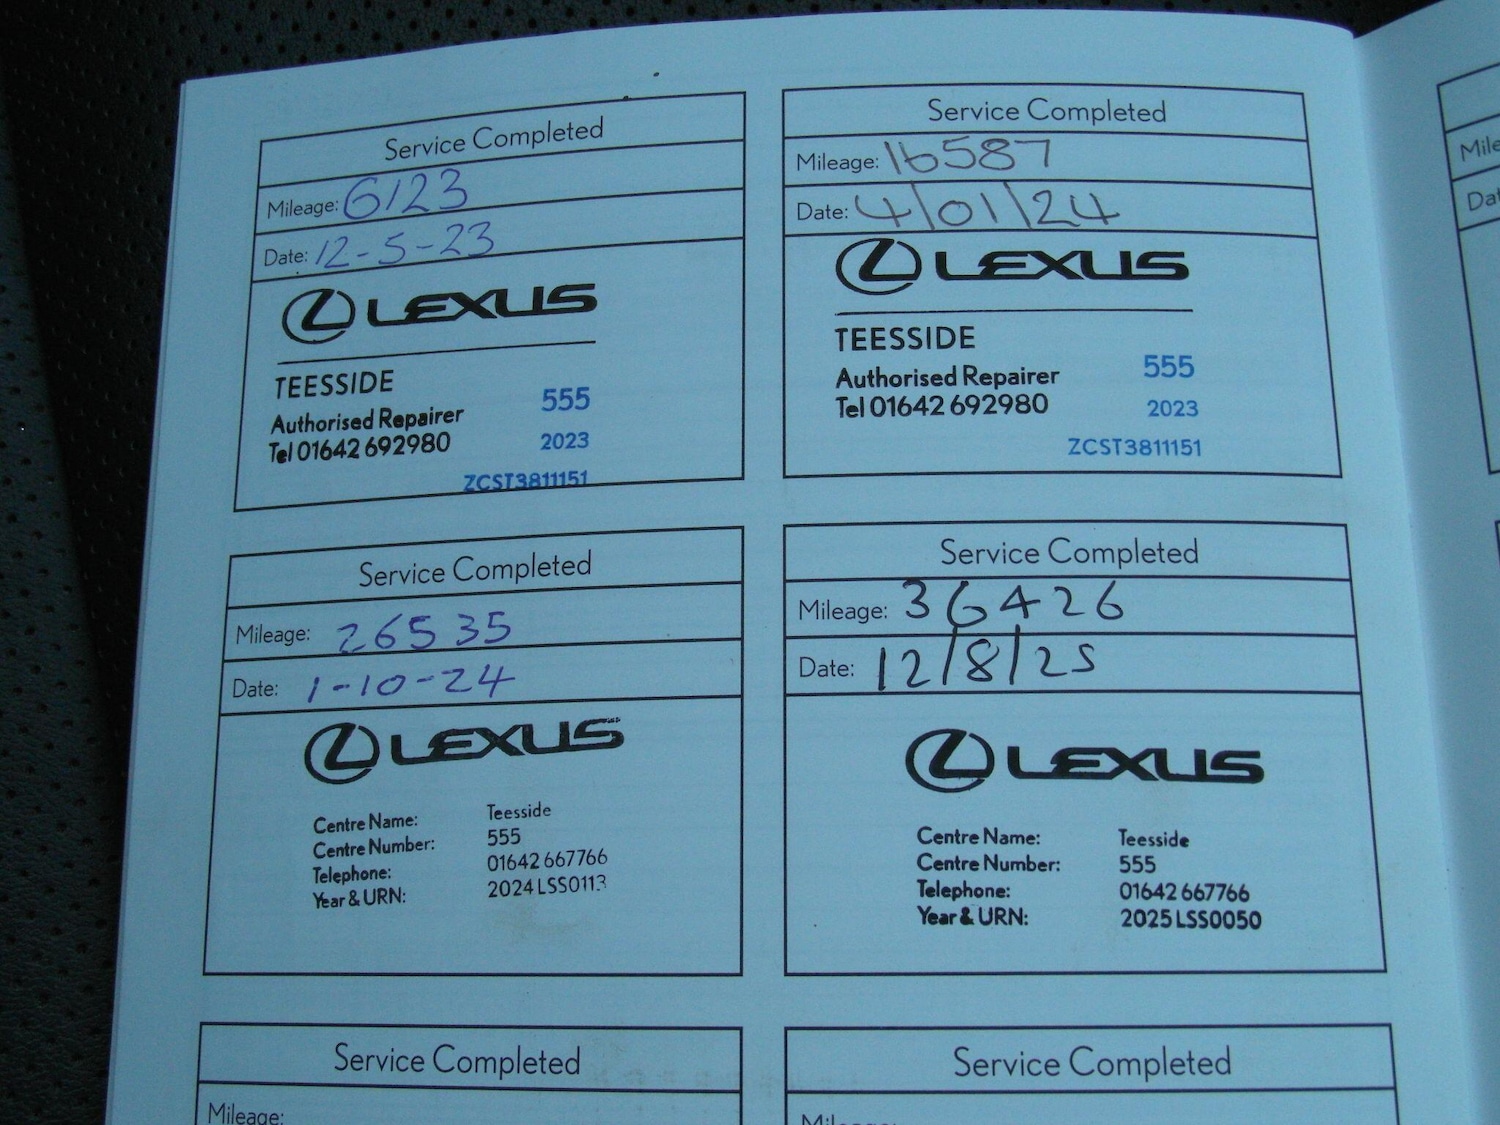 Service Completed
Mileage: 6123
Date: 12-5-23
LEXUS
TEESSIDE
Authorised Repairer
Tel 01642 692980
555
2023
ZCST3811151
Service Completed
Mileage: 16587
Date: 4/01/24
LEXUS
TEESSIDE
Authorised Repairer
Tel 01642 692980
555
2023
ZCST3811151
Service Completed
Mileage: 26535
Date: 1-10-24
LEXUS
Centre Name: Teesside
Centre Number: 555
Telephone: 01642 667766
Year & URN: 2024 LSS0113
Service Completed
Mileage: 36426
Date: 12/8/25
LEXUS
Centre Name: Teesside
Centre Number: 555
Telephone: 01642 667766
Year & URN: 2025 LSS0050
Service Completed
Mileage:
Service Completed
Mileage: